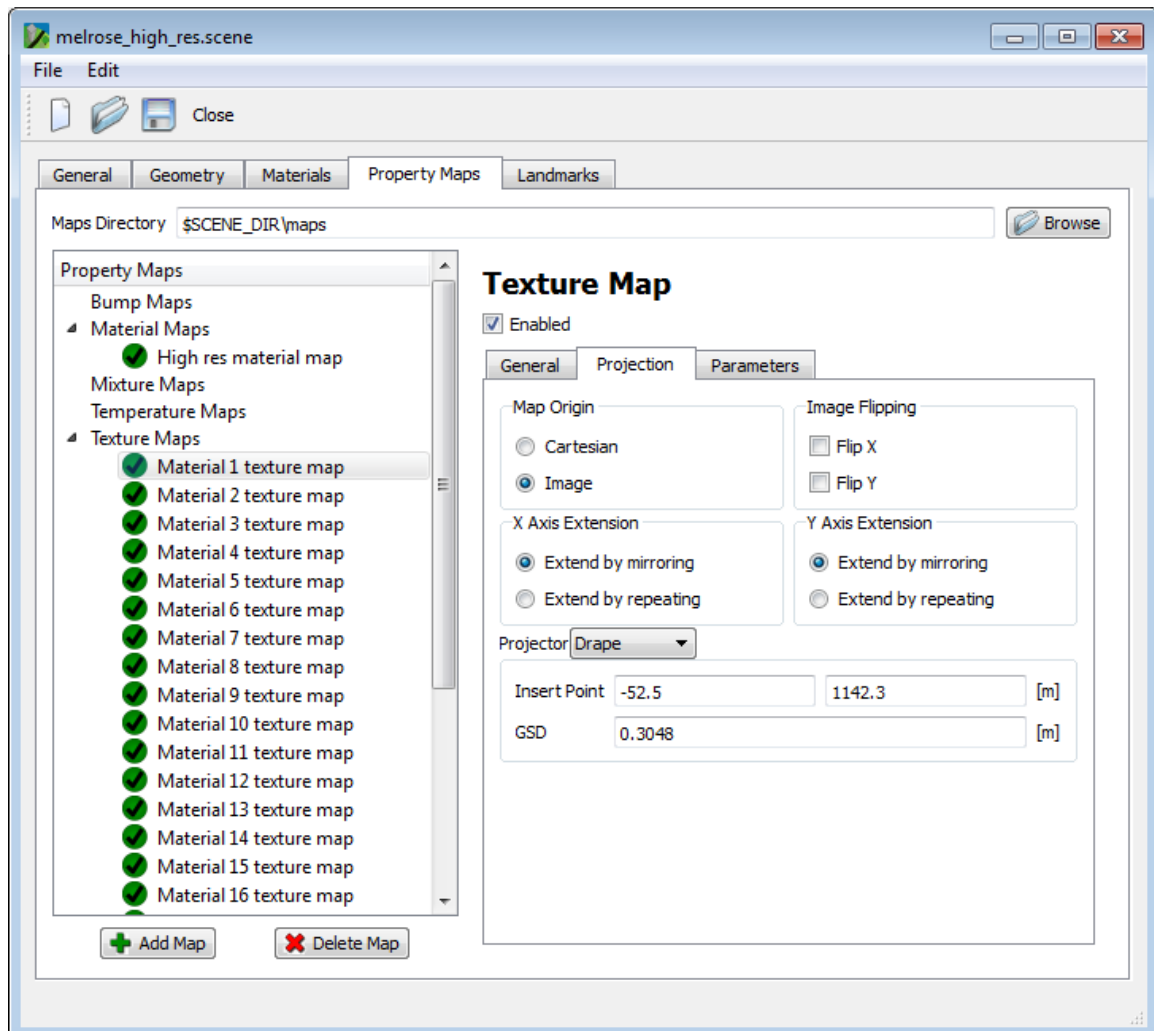 melrose_high_res.scene
File Edit
Close
General Geometry Materials Property Maps Landmarks
Maps Directory $SCENE_DIR\maps Browse
Property Maps
Bump Maps
Material Maps
High res material map
Mixture Maps
Temperature Maps
Texture Maps
Material 1 texture map
Material 2 texture map
Material 3 texture map
Material 4 texture map
Material 5 texture map
Material 6 texture map
Material 7 texture map
Material 8 texture map
Material 9 texture map
Material 10 texture map
Material 11 texture map
Material 12 texture map
Material 13 texture map
Material 14 texture map
Material 15 texture map
Material 16 texture map
Add Map Delete Map
Texture Map
Enabled
General Projection Parameters
Map Origin Image Flipping
Cartesian Flip X
Image Flip Y
X Axis Extension Y Axis Extension
Extend by mirroring Extend by mirroring
Extend by repeating Extend by repeating
Projector Drape
Insert Point -52.5 1142.3 [m]
GSD 0.3048 [m]